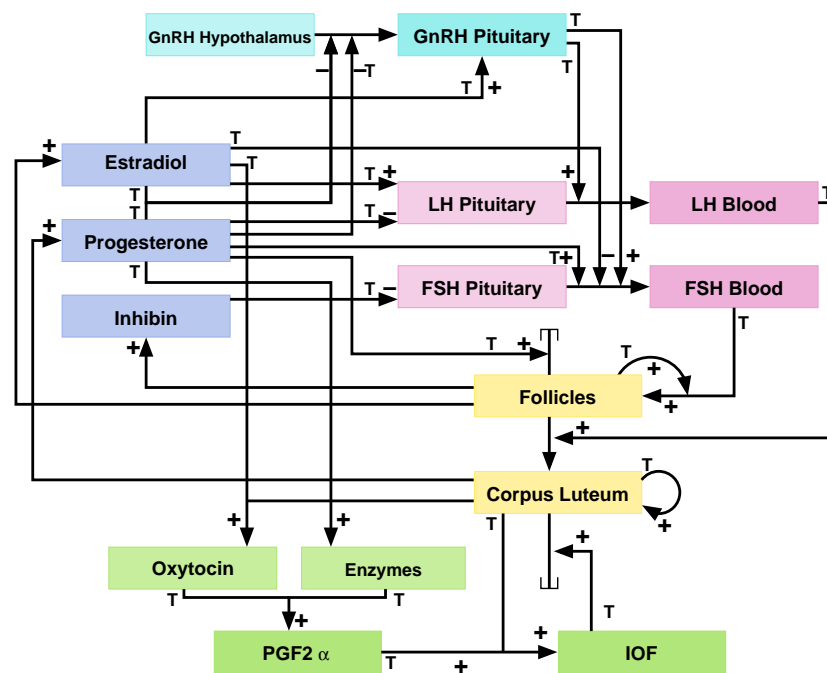 T
GnRH Hypothalamus
GnRH Pituitary
T
− −T
T +
+
T
Estradiol
T
T +
T
+
LH Pituitary
LH Blood
T
T
T −
+
Progesterone
T
T+
− +
FSH Pituitary
FSH Blood
T −
Inhibin
T
+
T +
T
+
Follicles
+
+
Corpus Luteum
T
T
+
+
+
+
Oxytocin
Enzymes
T
T
T
+
+
PGF2 α
T
+
IOF